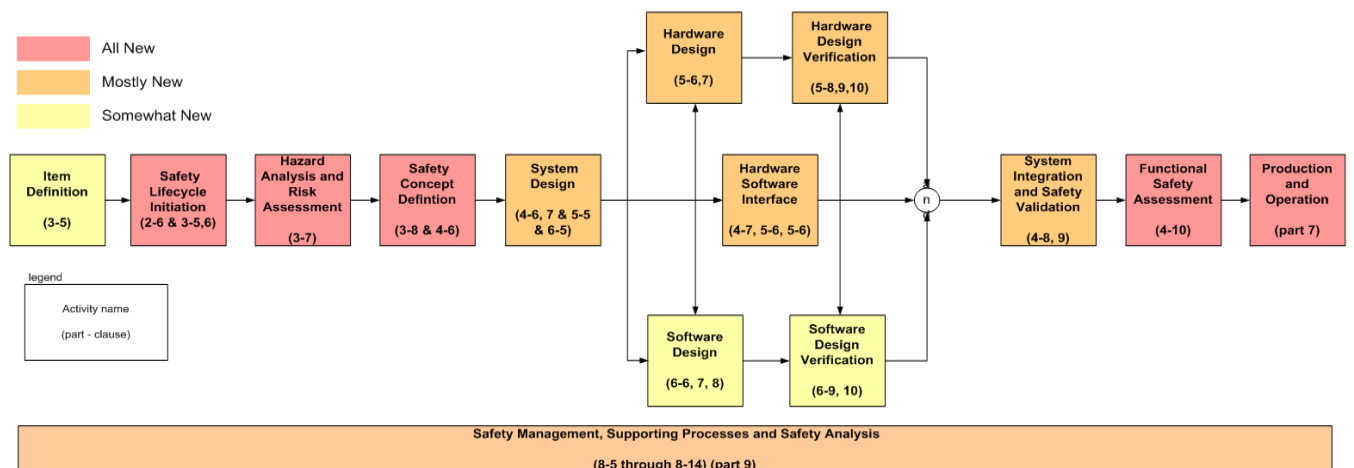 All New
Mostly New
Somewhat New
Hardware
Design
(5-6,7)
Hardware
Design
Verification
(5-8,9,10)
Item
Definition
(3-5)
Safety
Lifecycle
Initiation
(2-6 & 3-5,6)
Hazard
Analysis and
Risk
Assessment
(3-7)
Safety
Concept
Defintion
(3-8 & 4-6)
System
Design
(4-6, 7 & 5-5
& 6-5)
Hardware
Software
Interface
(4-7, 5-6, 5-6)
n
System
Integration
and Safety
Validation
(4-8, 9)
Functional
Safety
Assessment
(4-10)
Production
and
Operation
(part 7)
legend
Activity name
(part - clause)
Software
Design
(6-6, 7, 8)
Software
Design
Verification
(6-9, 10)
Safety Management, Supporting Processes and Safety Analysis
(8-5 through 8-14) (part 9)